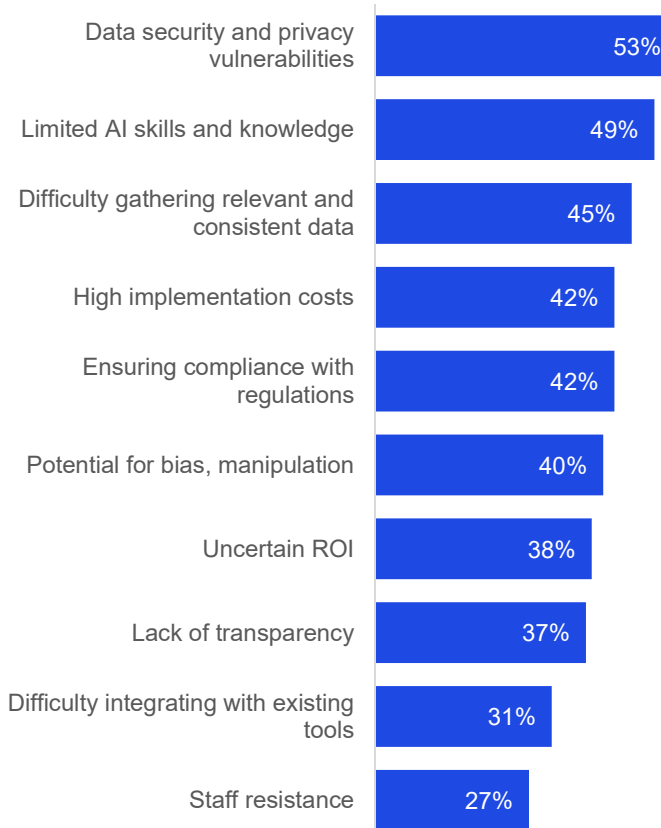 Data security and privacy
vulnerabilities
53%
Limited AI skills and knowledge
49%
Difficulty gathering relevant and
consistent data
45%
High implementation costs
42%
Ensuring compliance with
regulations
42%
Potential for bias, manipulation
40%
Uncertain ROI
38%
Lack of transparency
37%
Difficulty integrating with existing
tools
31%
Staff resistance
27%